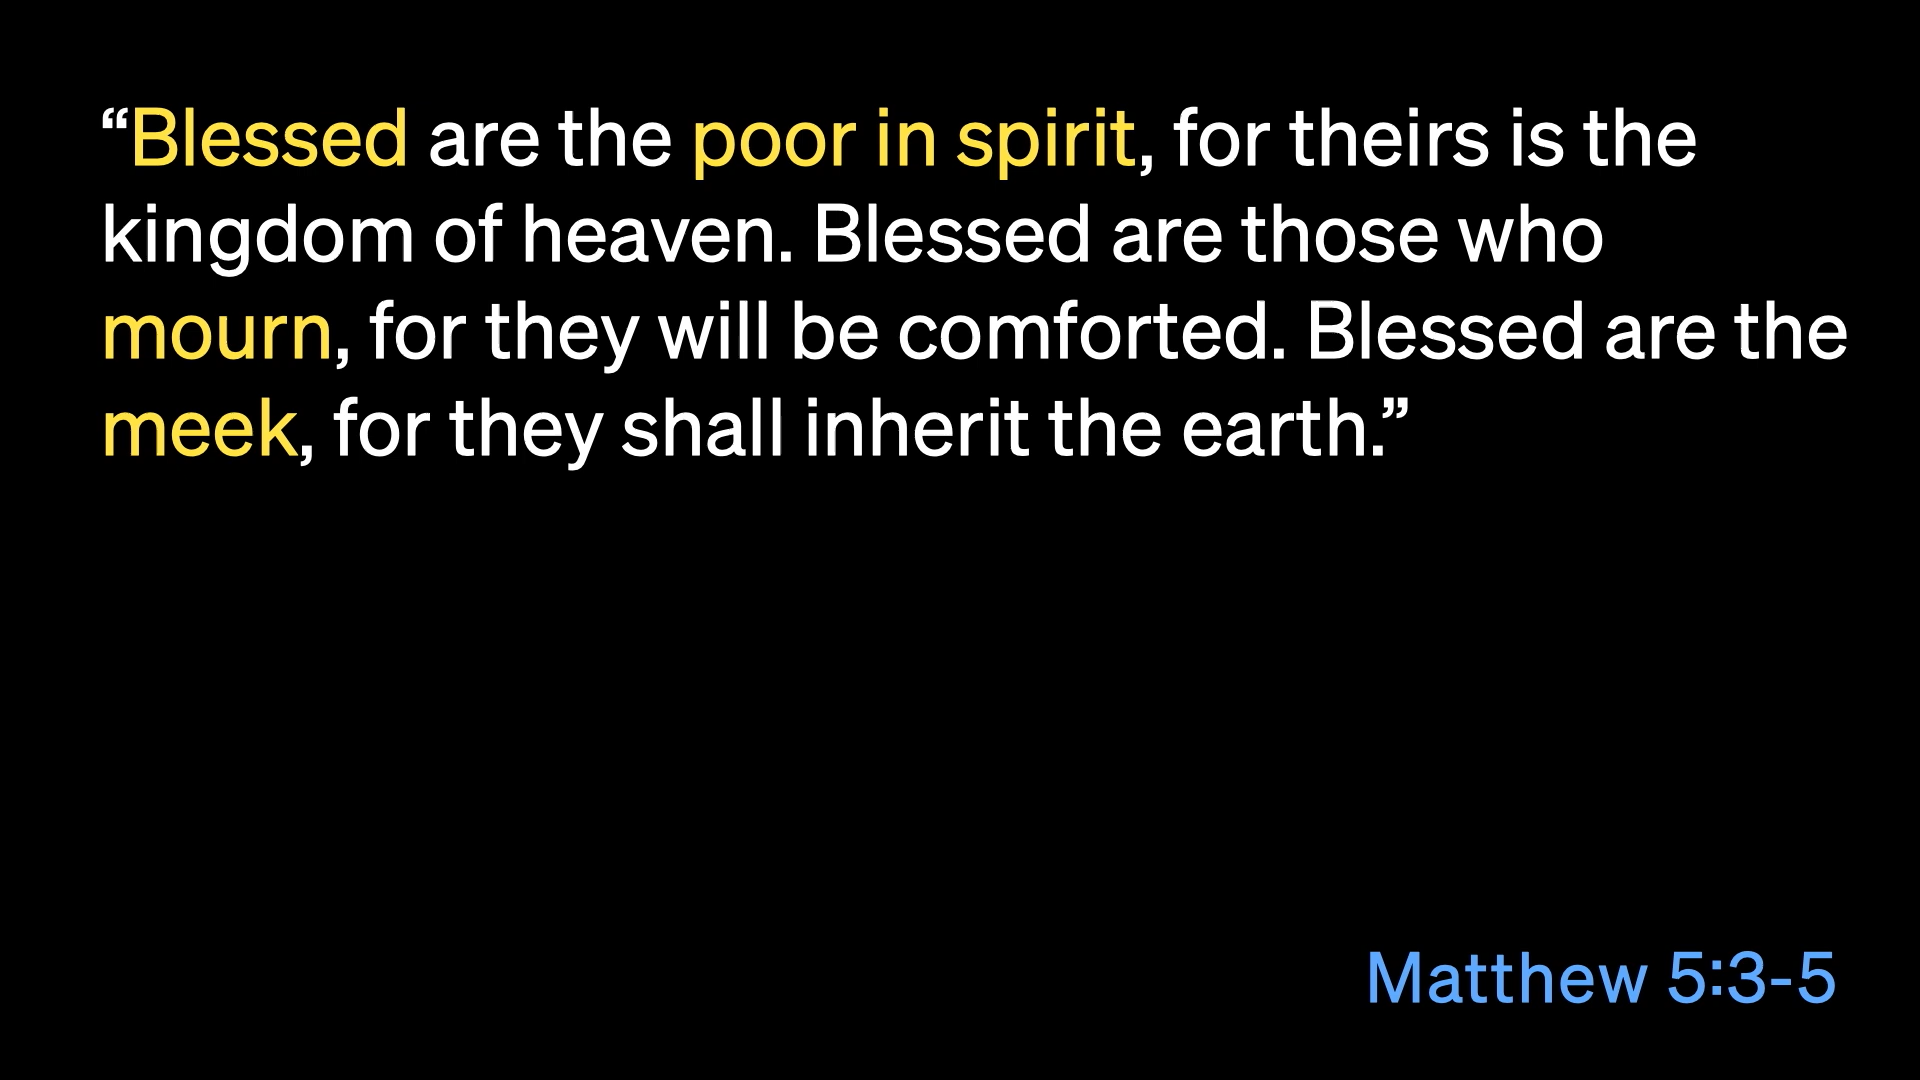 “Blessed are the poor in spirit, for theirs is the
kingdom of heaven. Blessed are those who
mourn, for they will be comforted. Blessed are the
meek, for they shall inherit the earth.”
Matthew 5:3-5